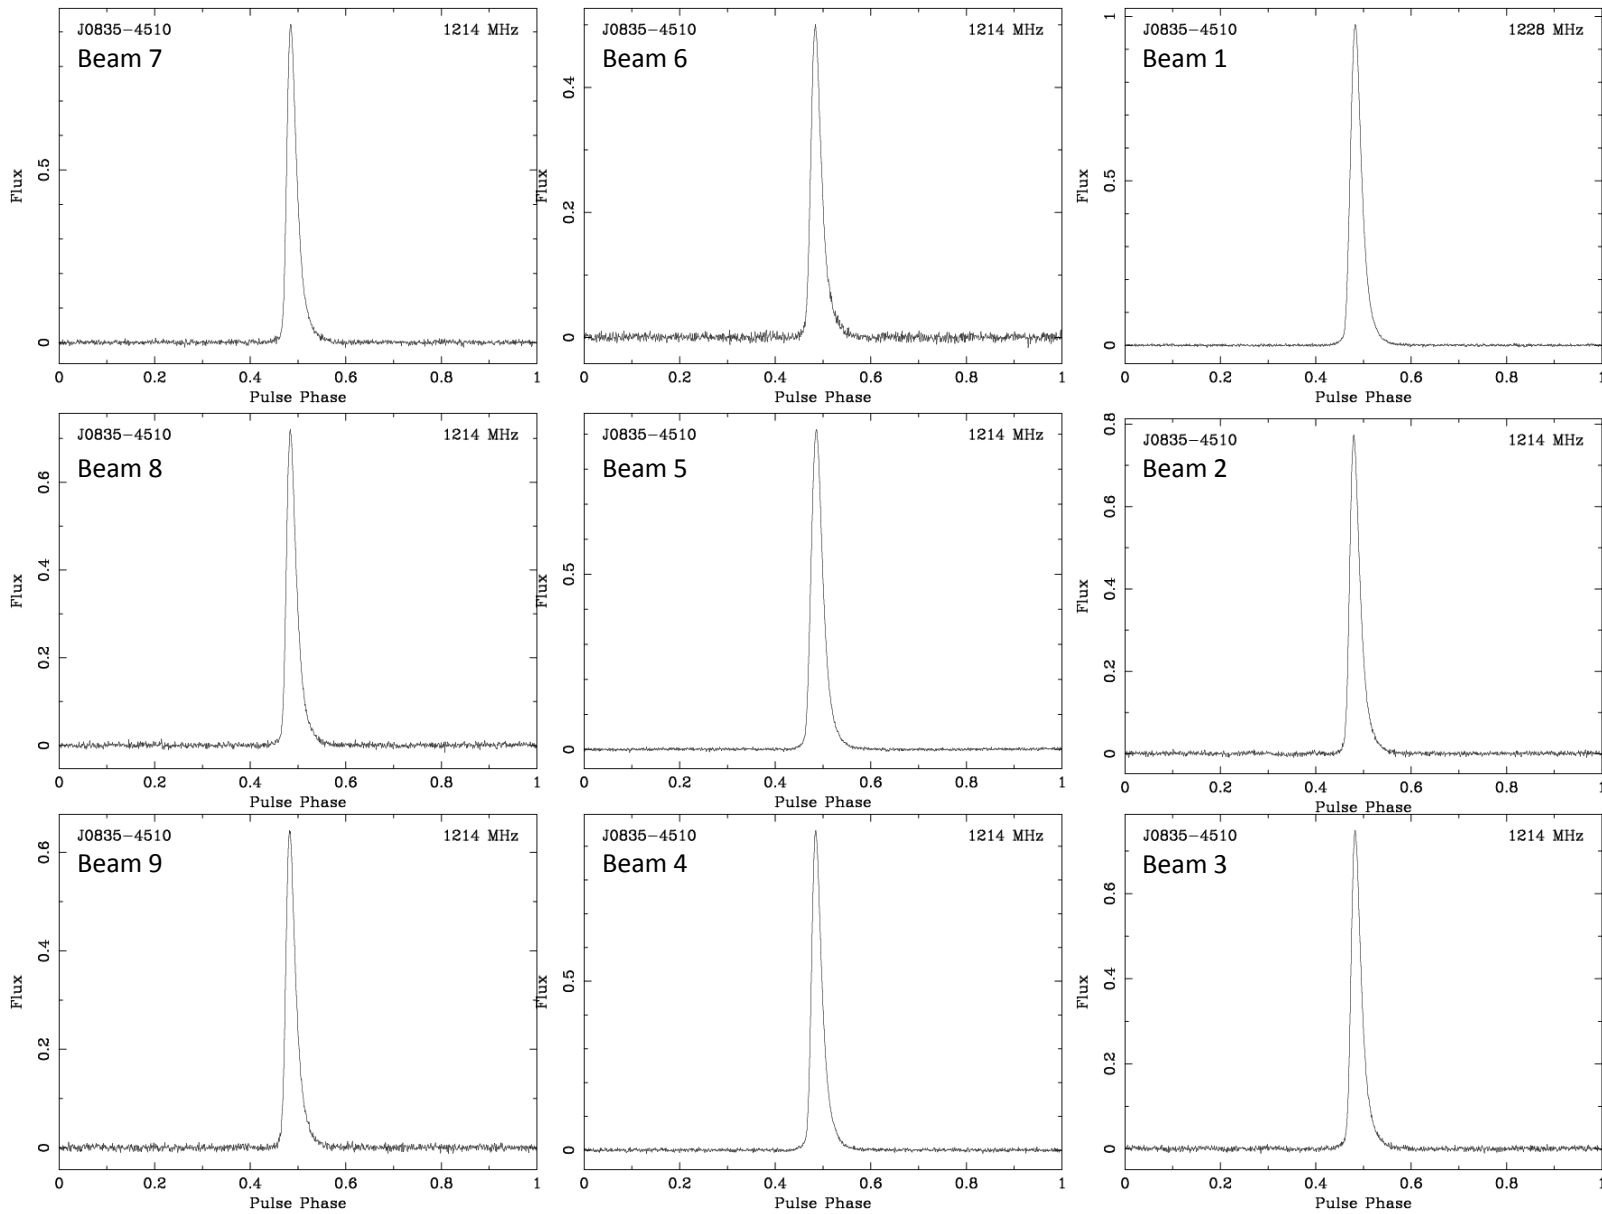 J0835−4510 1214 MHz
Beam 7
Flux
0.5
0
0 0.2 0.4 0.6 0.8 1
Pulse Phase
J0835−4510 1214 MHz
Beam 6
Flux
0.4
0.2
0
0 0.2 0.4 0.6 0.8 1
Pulse Phase
J0835−4510 1228 MHz
Beam 1
Flux
1
0.5
0
0 0.2 0.4 0.6 0.8 1
Pulse Phase
J0835−4510 1214 MHz
Beam 8
Flux
0.6
0.4
0.2
0
0 0.2 0.4 0.6 0.8 1
Pulse Phase
J0835−4510 1214 MHz
Beam 5
Flux
0.5
0
0 0.2 0.4 0.6 0.8 1
Pulse Phase
J0835−4510 1214 MHz
Beam 2
Flux
0.8
0.6
0.4
0.2
0
0 0.2 0.4 0.6 0.8 1
Pulse Phase
J0835−4510 1214 MHz
Beam 9
Flux
0.6
0.4
0.2
0
0 0.2 0.4 0.6 0.8 1
Pulse Phase
J0835−4510 1214 MHz
Beam 4
Flux
0.5
0
0 0.2 0.4 0.6 0.8 1
Pulse Phase
J0835−4510 1214 MHz
Beam 3
Flux
0.6
0.4
0.2
0
0 0.2 0.4 0.6 0.8 1
Pulse Phase